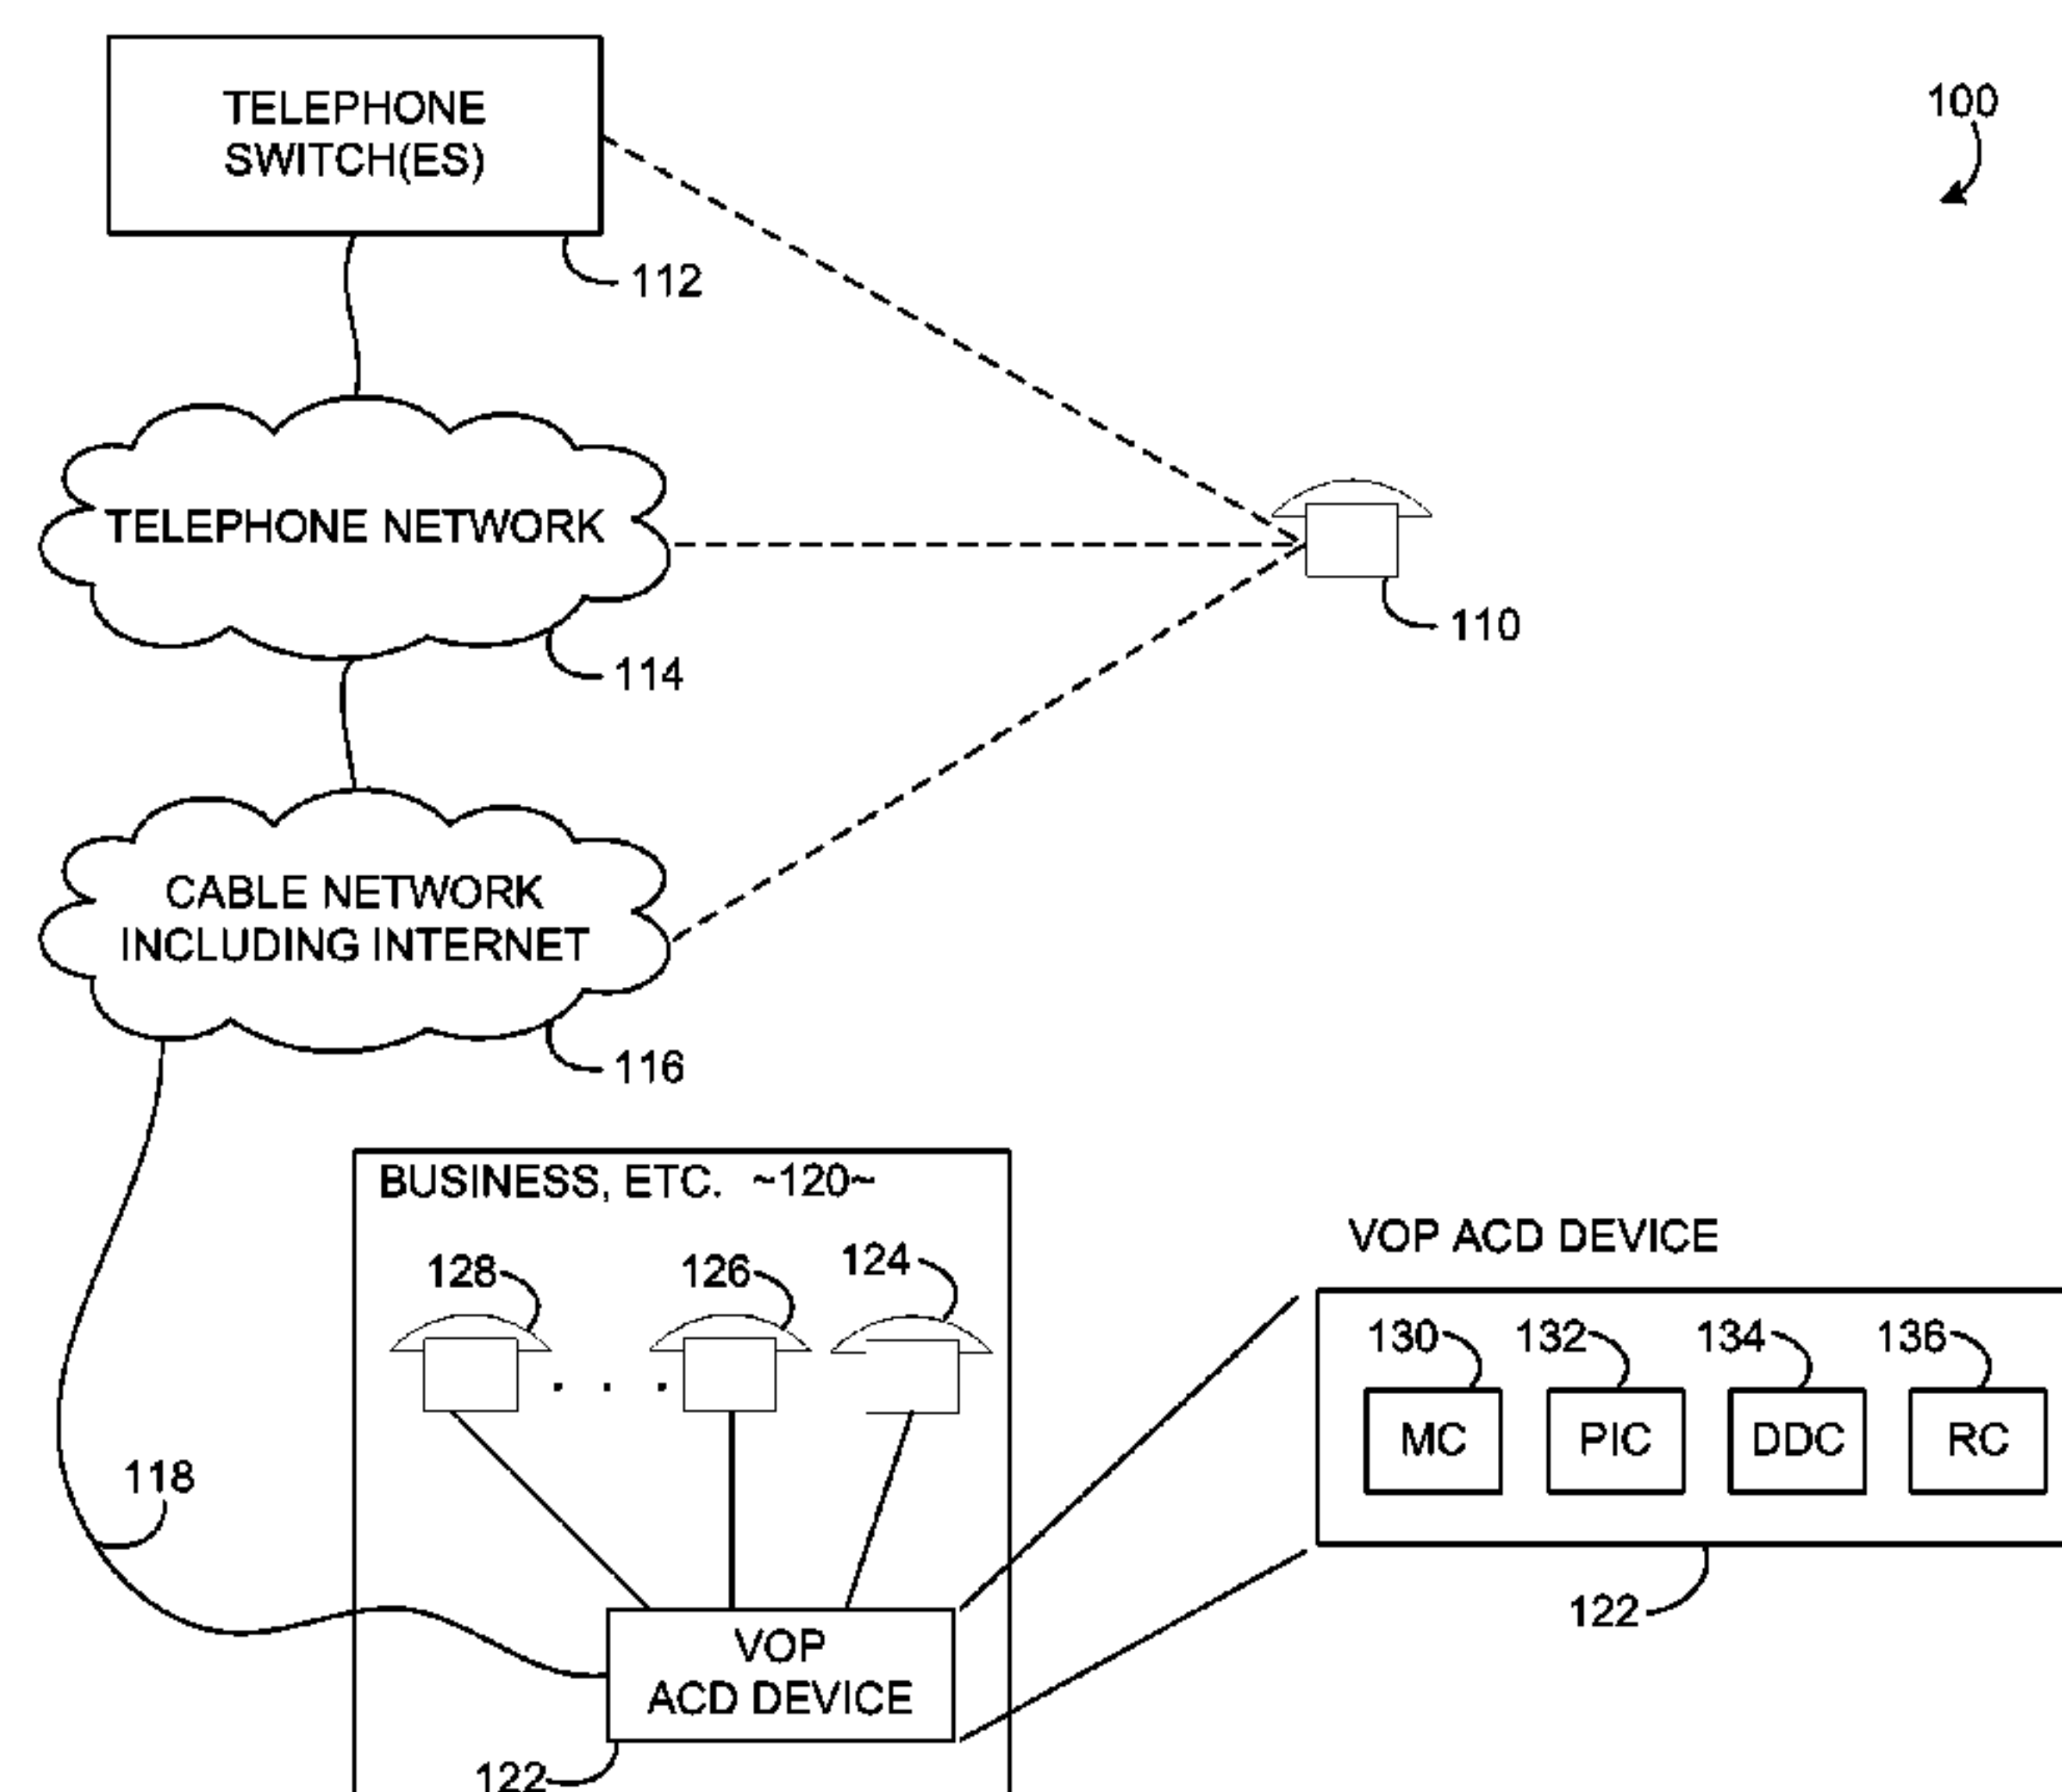 TELEPHONE
SWITCH(ES)
100
112
TELEPHONE NETWORK
110
114
CABLE NETWORK
INCLUDING INTERNET
116
BUSINESS, ETC. ~120~
128
126
124
118
VOP
ACD DEVICE
122
VOP ACD DEVICE
130
132
134
136
MC
PIC
DDC
RC
122